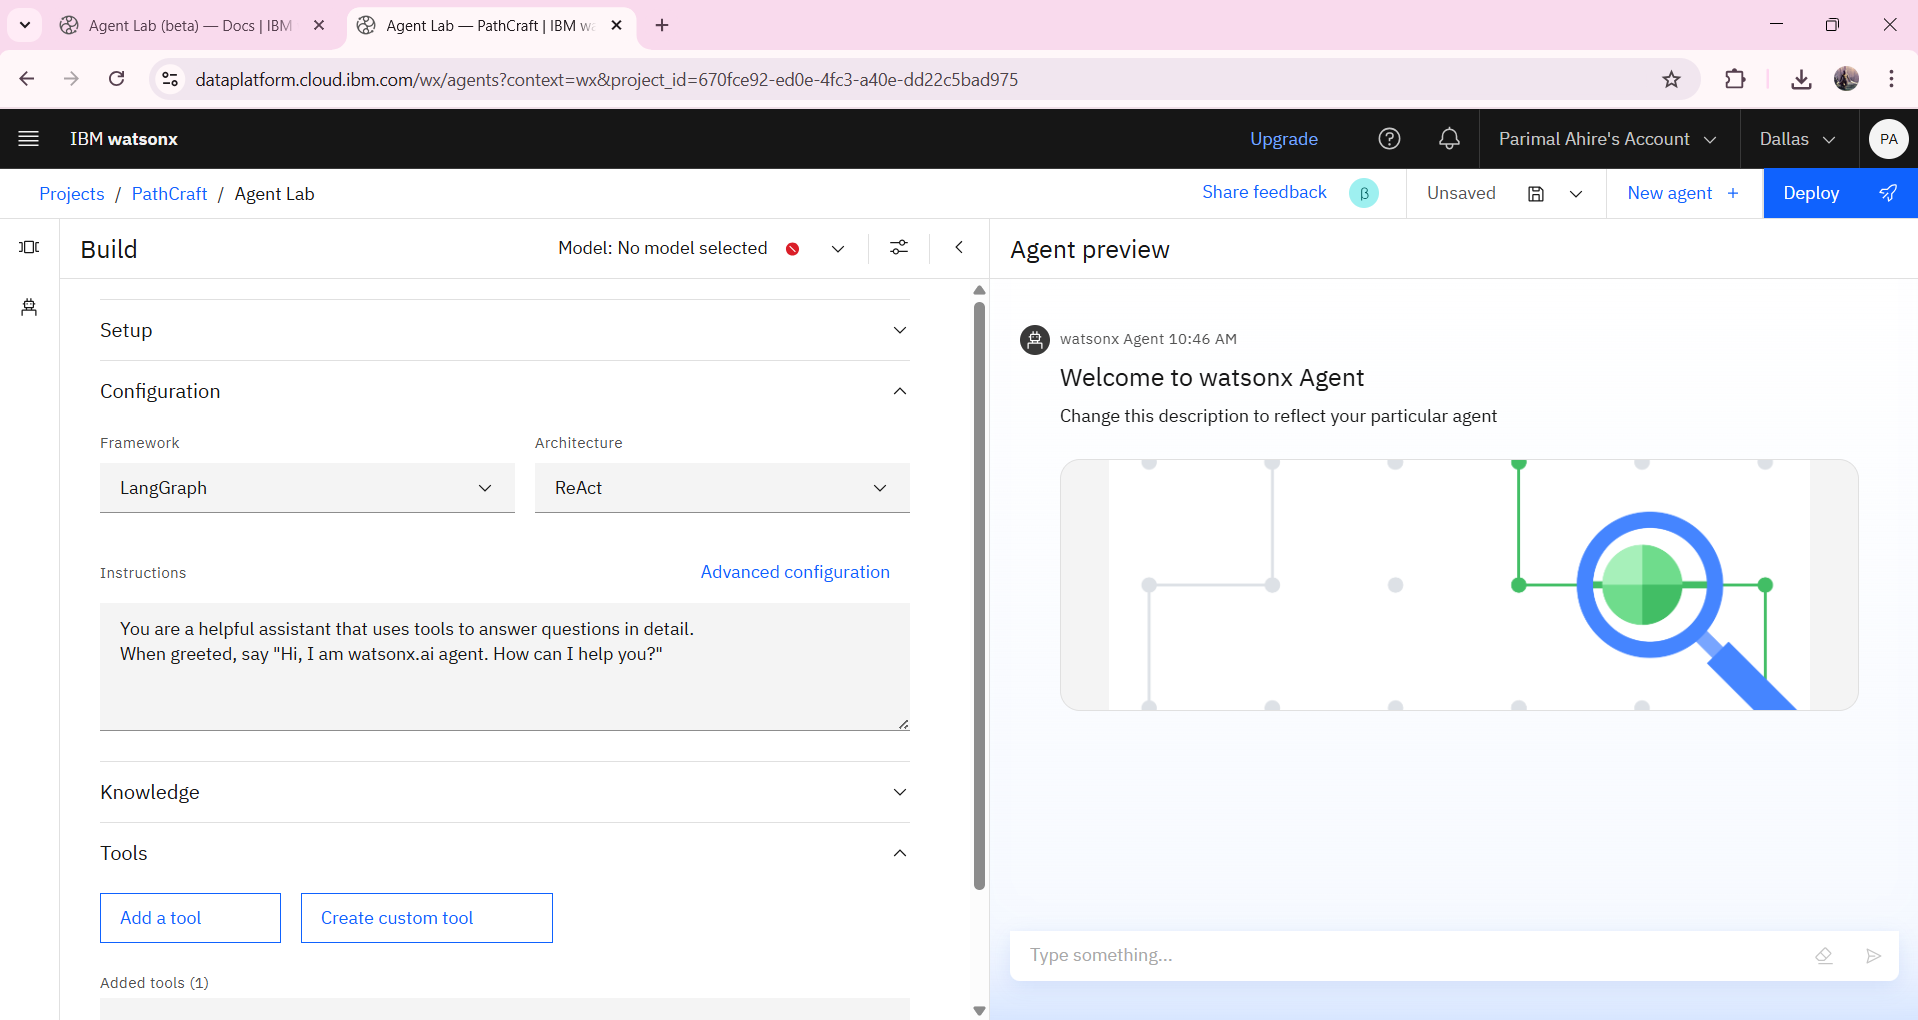 Agent Lab (beta) — Docs | IBM
Agent Lab — PathCraft | IBM wa
dataplatform.cloud.ibm.com/wx/agents?context=wx&project_id=670fce92-ed0e-4fc3-a40e-dd22c5bad975
IBM watsonx
Upgrade
Parimal Ahire's Account
Dallas
PA
Projects / PathCraft / Agent Lab
Share feedback
β
Unsaved
New agent +
Deploy
Build
Model: No model selected
Setup
Configuration
Framework
Architecture
LangGraph
ReAct
Instructions
Advanced configuration
You are a helpful assistant that uses tools to answer questions in detail.
When greeted, say "Hi, I am watsonx.ai agent. How can I help you?"
Knowledge
Tools
Add a tool
Create custom tool
Added tools (1)
Agent preview
watsonx Agent 10:46 AM
Welcome to watsonx Agent
Change this description to reflect your particular agent
Type something...